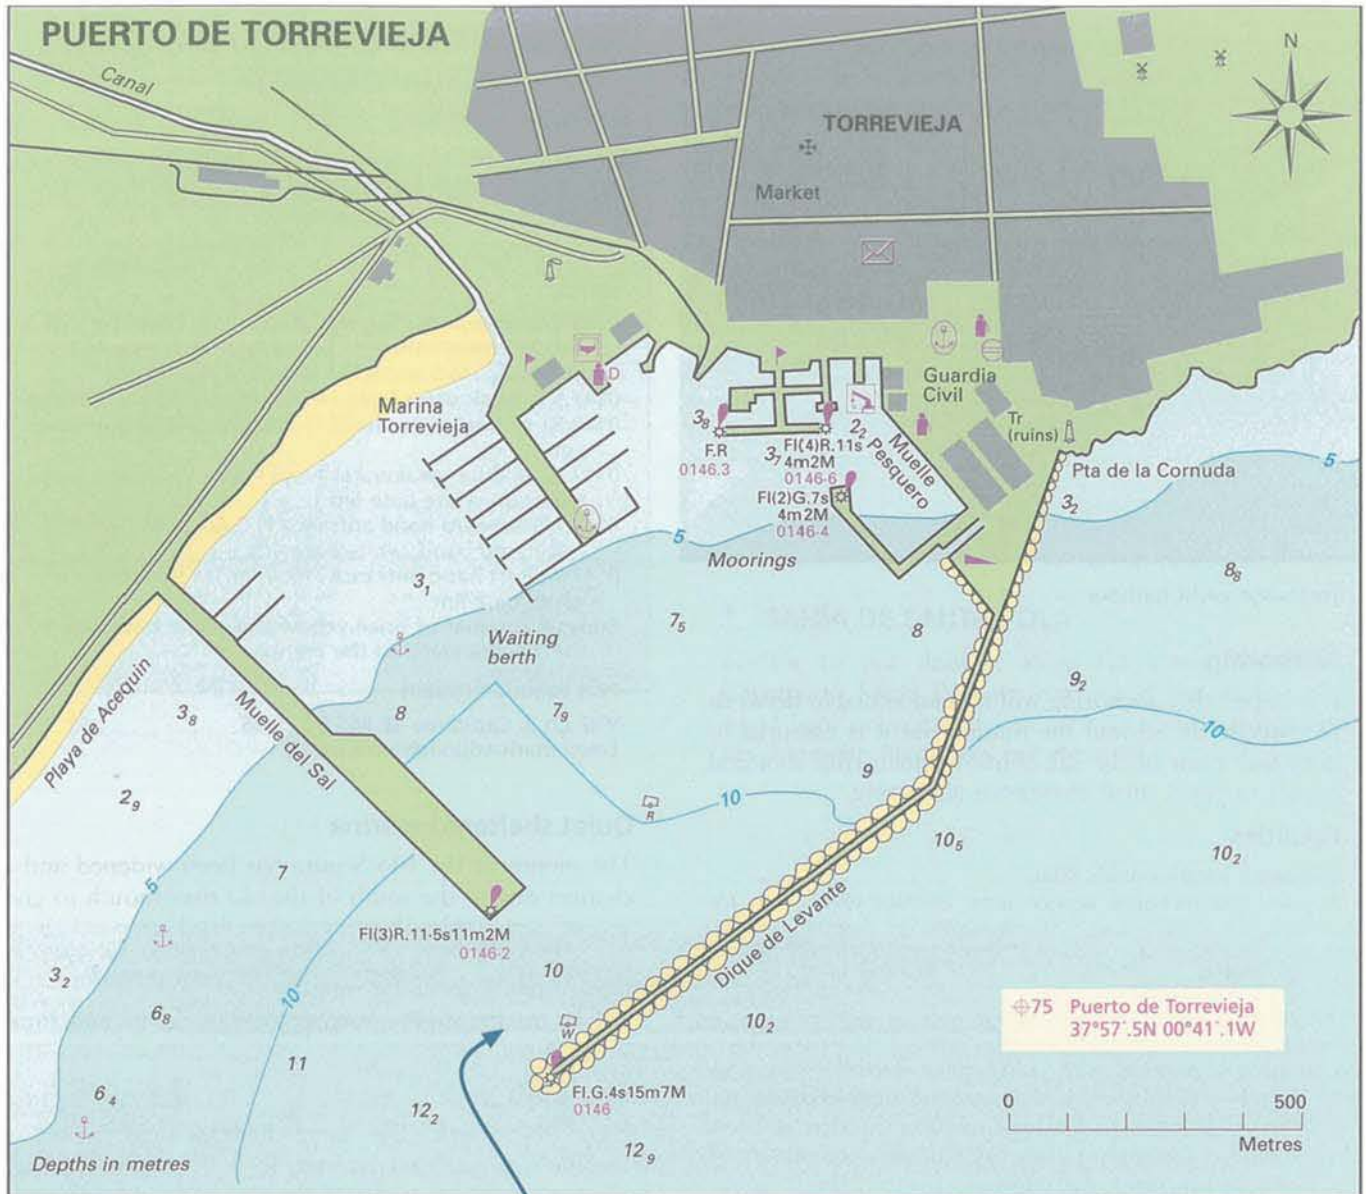 PUERTO DE TORREVIEJA
Canal
N
TORREVIEJA
Market
D
Guardia
Civil
Marina
Torrevieja
Tr
(ruins)
3₈
F.R
0146.3
3₇
Fl(4)R.11s
4m2M
0146·6
2₂
Muelle
Pesquero
Fl(2)G.7s
4m2M
0146·4
Pta de la Cornuda
5
3₂
5
Moorings
3₁
8₈
7₅
8
Waiting
berth
9₂
Playa de Acequin
3₈
Muelle del Sal
8
7₉
10
2₉
9
R
10
10₅
10₂
7
5
Dique de Levante
Fl(3)R.11·5s11m2M
0146·2
3₂
10
10
6₈
W
10₂
75 Puerto de Torrevieja
37°57´.5N 00°41´.1W
11
Fl.G.4s15m7M
0146
6₄
12₂
0 500
Metres
12₉
Depths in metres